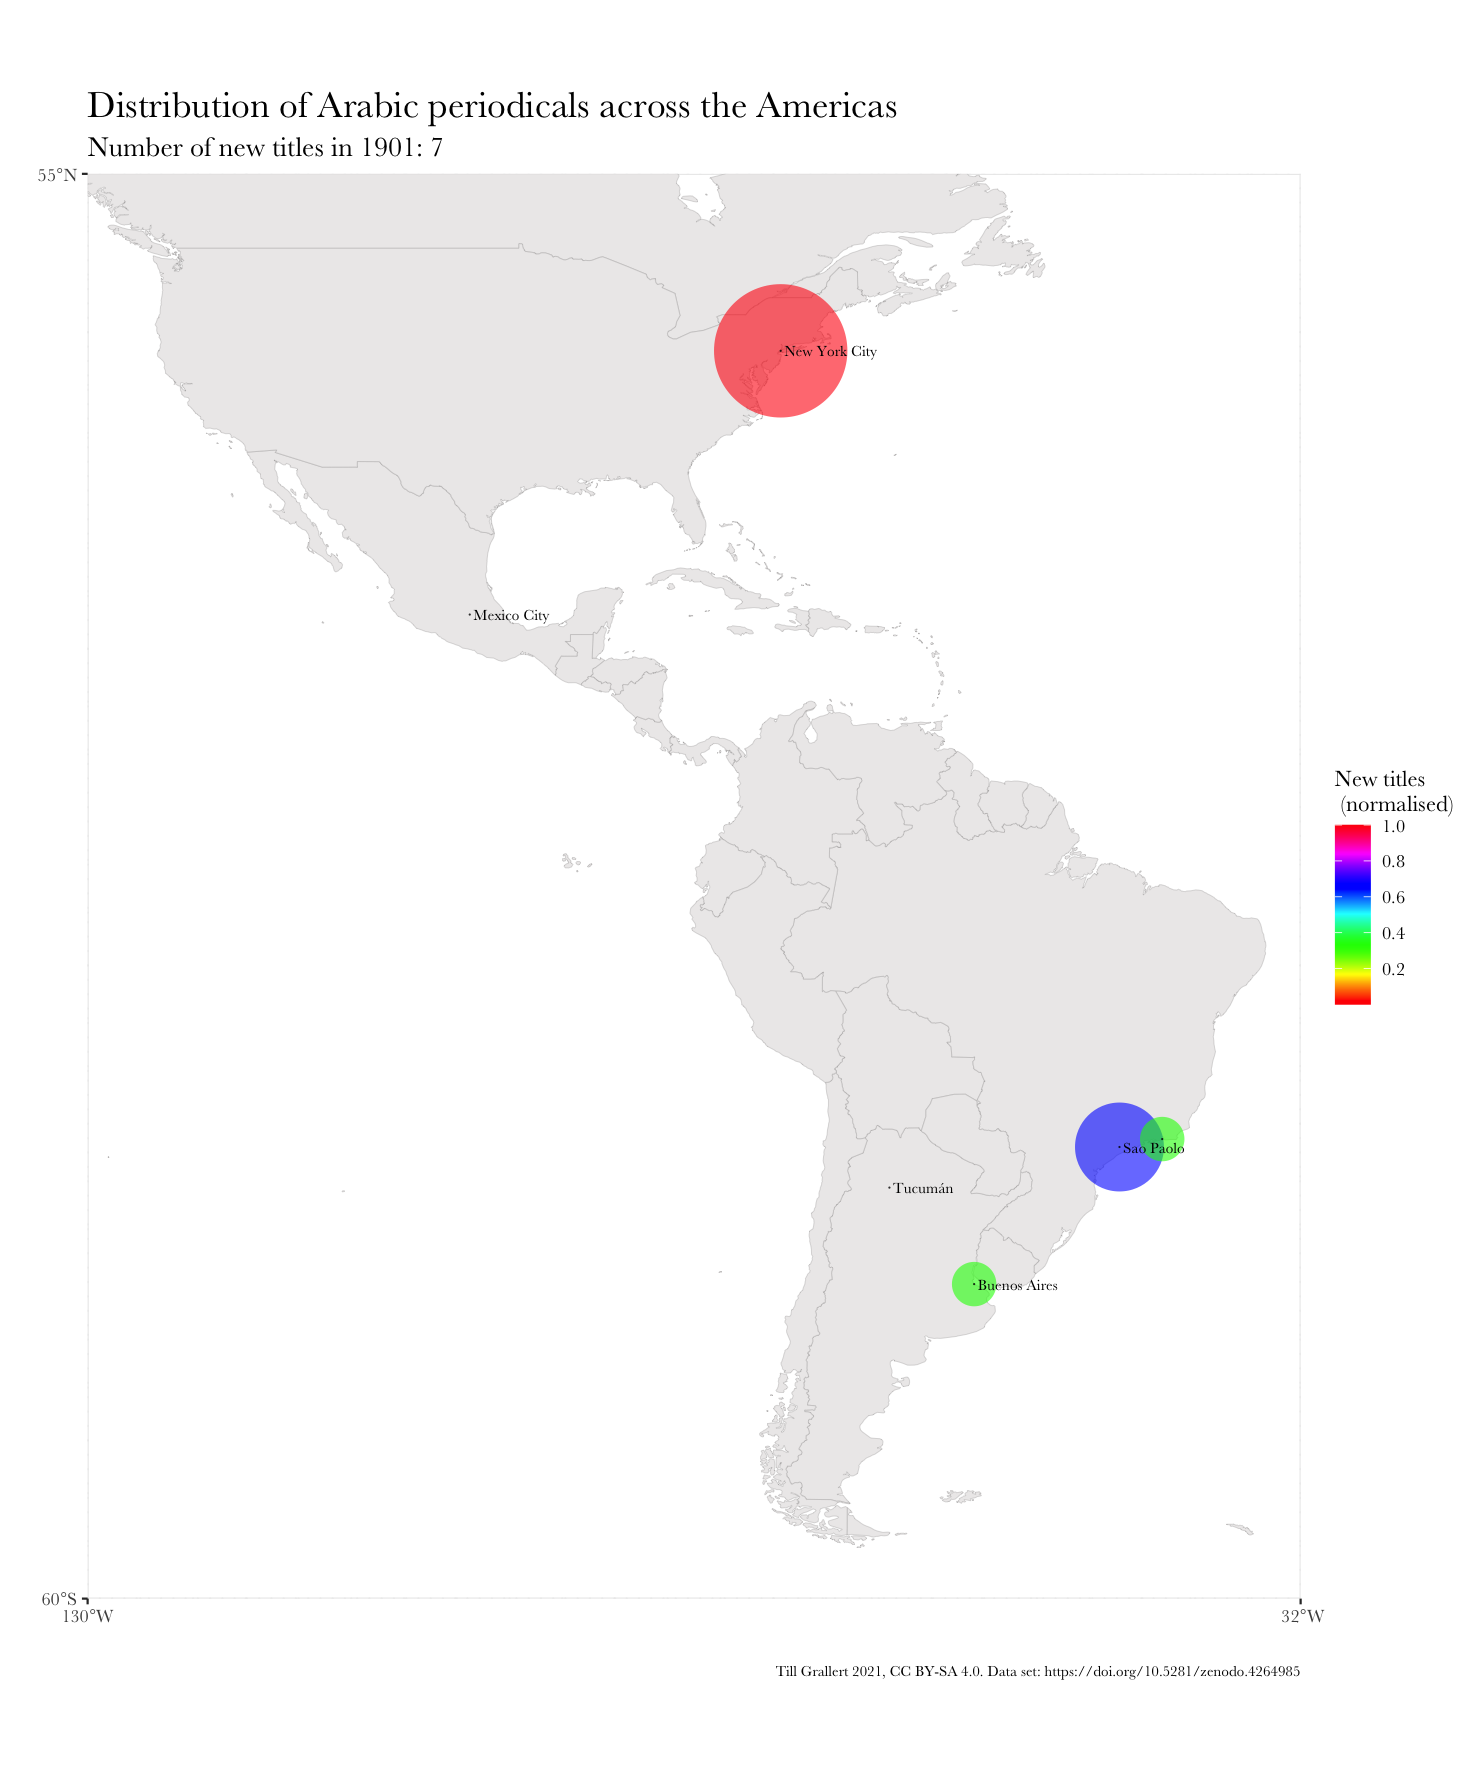 Distribution of Arabic periodicals across the Americas
Number of new titles in 1901: 7
55°N
New York City
Mexico City
New titles
(normalised)
1.0
0.8
0.6
0.4
0.2
Sao Paolo
Tucumán
Buenos Aires
60°S
130°W
32°W
Till Grallert 2021, CC BY-SA 4.0. Data set: https://doi.org/10.5281/zenodo.4264985